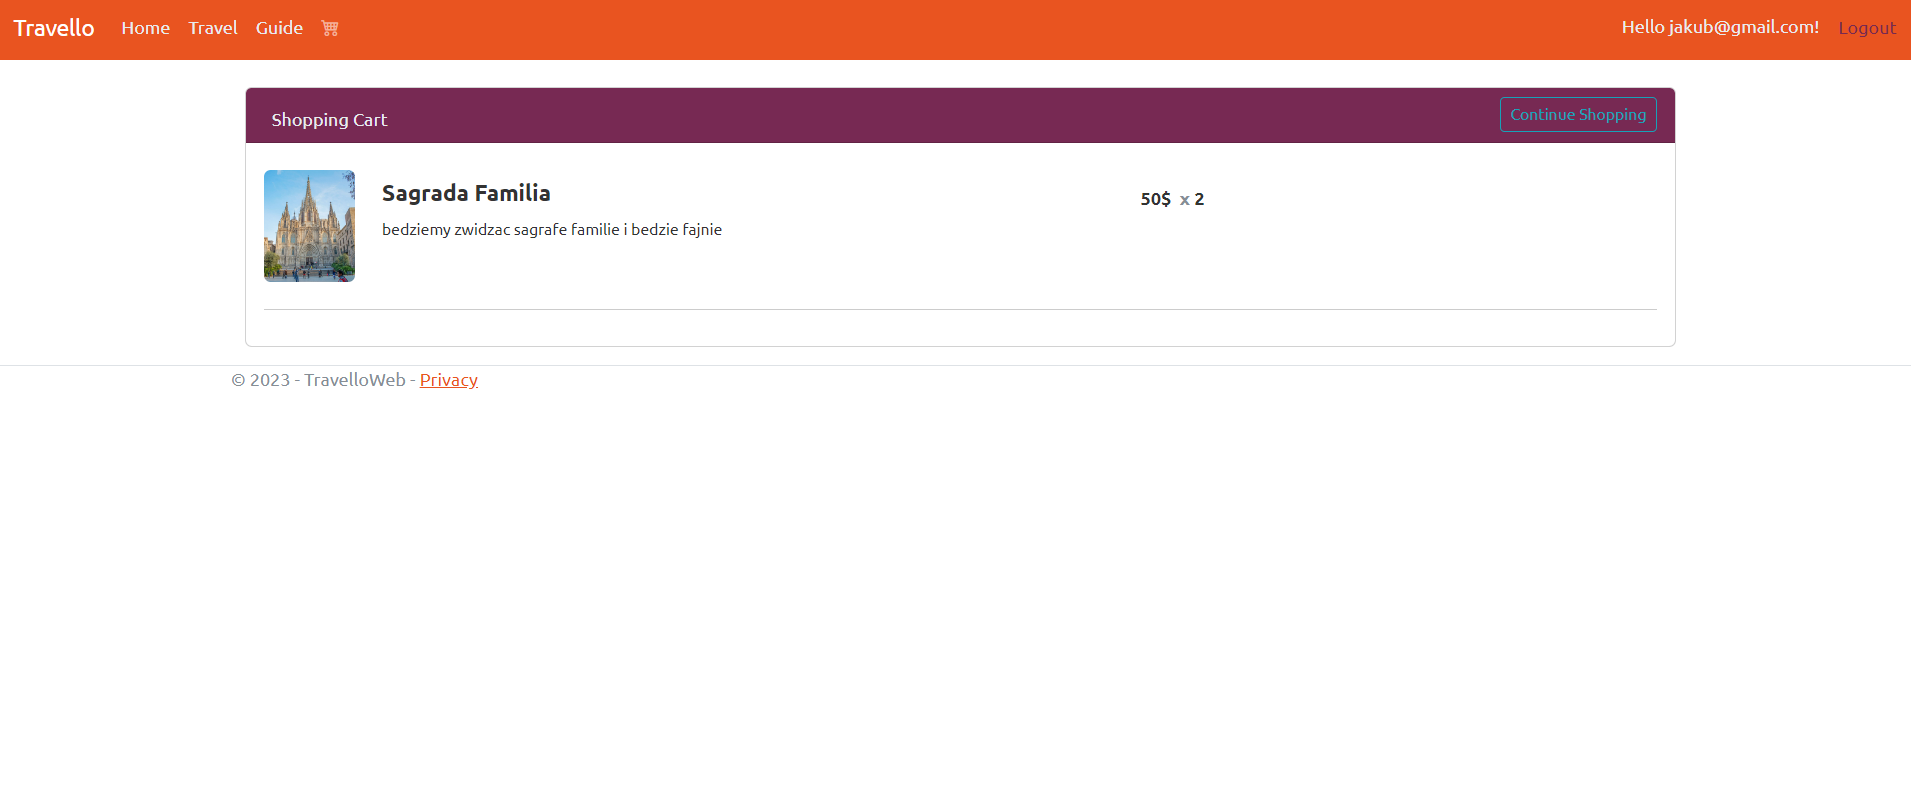 Travello Home Travel Guide Hello jakub@gmail.com! Logout
Shopping Cart Continue Shopping
Sagrada Familia 50$ x 2
bedziemy zwidzac sagrafe familie i bedzie fajnie
© 2023 - TravelloWeb - Privacy